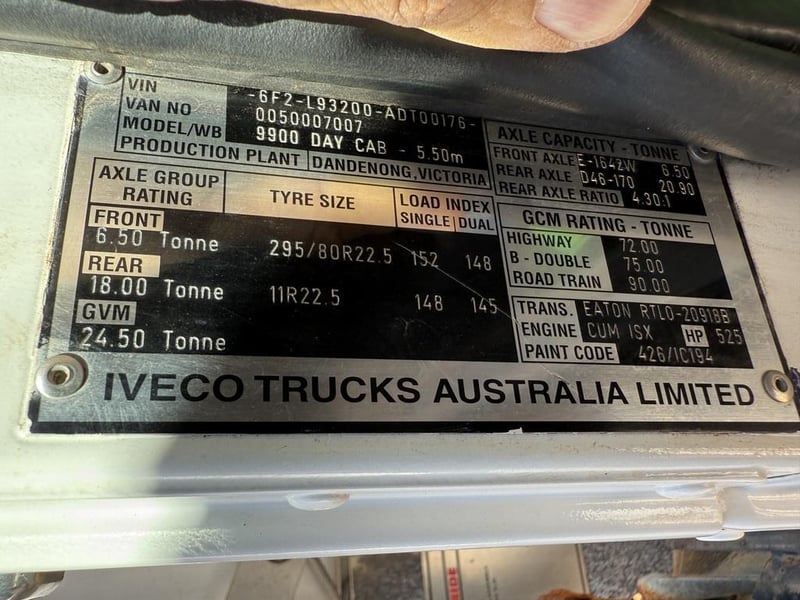 VIN -6F2-L93200-ADT00176-
VAN NO 0050007007
MODEL/WB 9900 DAY CAB - 5.50m
PRODUCTION PLANT DANDENONG, VICTORIA
AXLE GROUP RATING TYRE SIZE LOAD INDEX
SINGLE DUAL
FRONT
6.50 Tonne 295/80R22.5 152 148
REAR
18.00 Tonne 11R22.5 148 145
GVM
24.50 Tonne
AXLE CAPACITY - TONNE
FRONT AXLE E-1642W 6.50
REAR AXLE D46-170 20.90
REAR AXLE RATIO 4.30:1
GCM RATING - TONNE
HIGHWAY 72.00
B - DOUBLE 75.00
ROAD TRAIN 90.00
TRANS. EATON RTLO-20918B
ENGINE CUM ISX HP 525
PAINT CODE 426/IC194
IVECO TRUCKS AUSTRALIA LIMITED